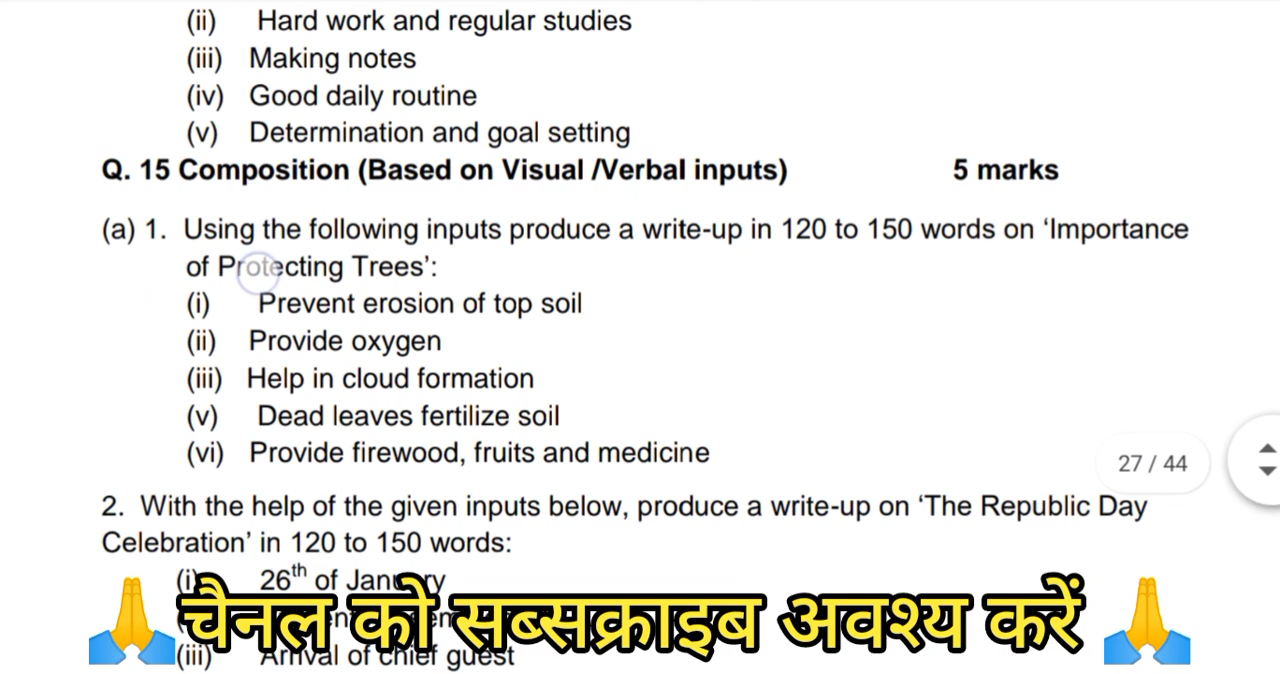 (ii) Hard work and regular studies
(iii) Making notes
(iv) Good daily routine
(v) Determination and goal setting
Q. 15 Composition (Based on Visual /Verbal inputs) 5 marks
(a) 1. Using the following inputs produce a write-up in 120 to 150 words on ‘Importance
of Protecting Trees’:
(i) Prevent erosion of top soil
(ii) Provide oxygen
(iii) Help in cloud formation
(v) Dead leaves fertilize soil
(vi) Provide firewood, fruits and medicine
27 / 44
2. With the help of the given inputs below, produce a write-up on ‘The Republic Day
Celebration’ in 120 to 150 words:
(i) 26th of January
चैनल को सब्सक्राइब अवश्य करें
(iii) Arrival of chief guest